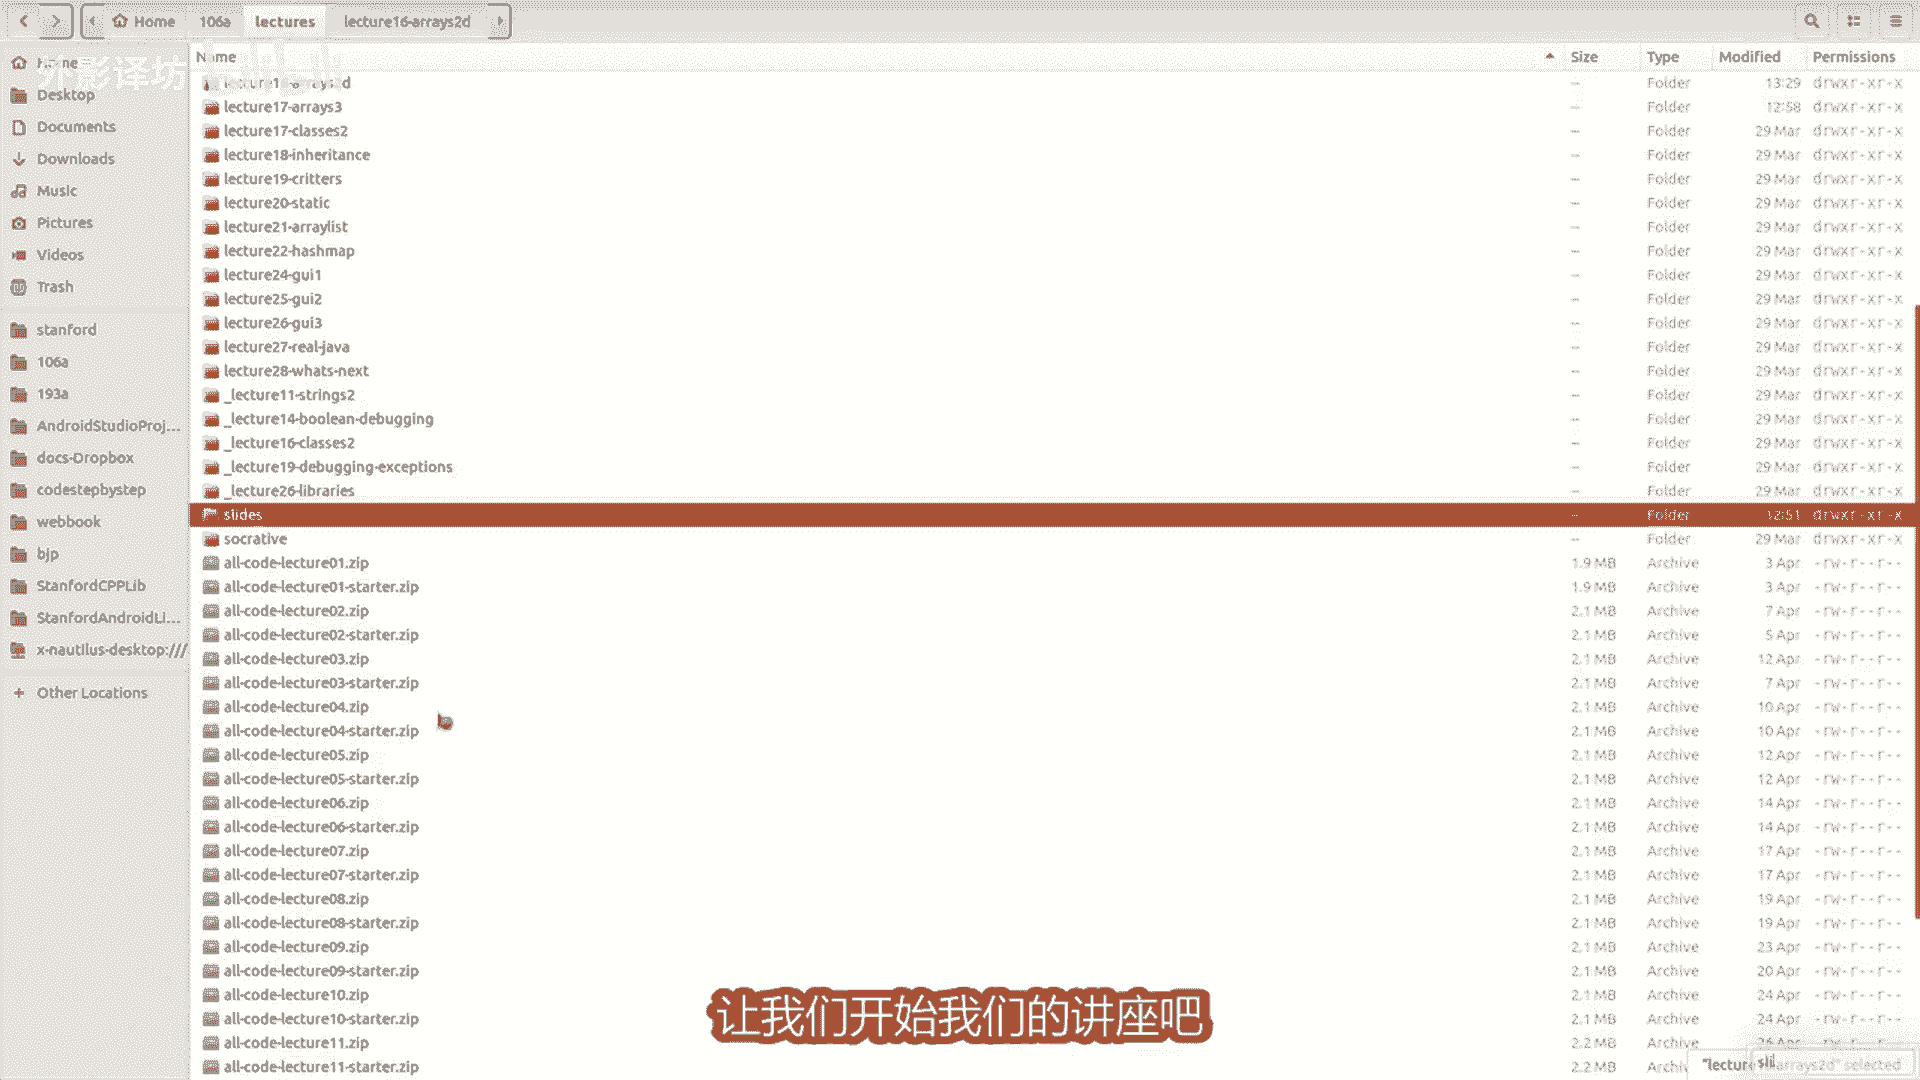 Home 106a lectures lecture16-arrays2d
Name Size Type Modified Permissions
外影译坊
Home
Desktop
Documents
Downloads
Music
Pictures
Videos
Trash
stanford
106a
193a
AndroidStudioProj...
docs-Dropbox
codestepbystep
webbook
bjp
StanfordCPPLib
StanfordAndroidLi...
x-nautilus-desktop:///
+ Other Locations
lecture16-arrays2d -- Folder 13:29 drwxr-xr-x
lecture17-arrays3 -- Folder 12:58 drwxr-xr-x
lecture17-classes2 -- Folder 29 Mar drwxr-xr-x
lecture18-inheritance -- Folder 29 Mar drwxr-xr-x
lecture19-critters -- Folder 29 Mar drwxr-xr-x
lecture20-static -- Folder 29 Mar drwxr-xr-x
lecture21-arraylist -- Folder 29 Mar drwxr-xr-x
lecture22-hashmap -- Folder 29 Mar drwxr-xr-x
lecture24-gui1 -- Folder 29 Mar drwxr-xr-x
lecture25-gui2 -- Folder 29 Mar drwxr-xr-x
lecture26-gui3 -- Folder 29 Mar drwxr-xr-x
lecture27-real-java -- Folder 29 Mar drwxr-xr-x
lecture28-whats-next -- Folder 29 Mar drwxr-xr-x
_lecture11-strings2 -- Folder 29 Mar drwxr-xr-x
_lecture14-boolean-debugging -- Folder 29 Mar drwxr-xr-x
_lecture16-classes2 -- Folder 29 Mar drwxr-xr-x
_lecture19-debugging-exceptions -- Folder 29 Mar drwxr-xr-x
_lecture26-libraries -- Folder 29 Mar drwxr-xr-x
slides -- Folder 12:51 drwxr-xr-x
socrative -- Folder 29 Mar drwxr-xr-x
all-code-lecture01.zip 1.9 MB Archive 3 Apr -rw-r--r--
all-code-lecture01-starter.zip 1.9 MB Archive 3 Apr -rw-r--r--
all-code-lecture02.zip 2.1 MB Archive 7 Apr -rw-r--r--
all-code-lecture02-starter.zip 2.1 MB Archive 5 Apr -rw-r--r--
all-code-lecture03.zip 2.1 MB Archive 12 Apr -rw-r--r--
all-code-lecture03-starter.zip 2.1 MB Archive 7 Apr -rw-r--r--
all-code-lecture04.zip 2.1 MB Archive 10 Apr -rw-r--r--
all-code-lecture04-starter.zip 2.1 MB Archive 10 Apr -rw-r--r--
all-code-lecture05.zip 2.1 MB Archive 12 Apr -rw-r--r--
all-code-lecture05-starter.zip 2.1 MB Archive 12 Apr -rw-r--r--
all-code-lecture06.zip 2.1 MB Archive 14 Apr -rw-r--r--
all-code-lecture06-starter.zip 2.1 MB Archive 14 Apr -rw-r--r--
all-code-lecture07.zip 2.1 MB Archive 17 Apr -rw-r--r--
all-code-lecture07-starter.zip 2.1 MB Archive 17 Apr -rw-r--r--
all-code-lecture08.zip 2.1 MB Archive 19 Apr -rw-r--r--
all-code-lecture08-starter.zip 2.1 MB Archive 19 Apr -rw-r--r--
all-code-lecture09.zip 2.1 MB Archive 23 Apr -rw-r--r--
all-code-lecture09-starter.zip 2.1 MB Archive 20 Apr -rw-r--r--
all-code-lecture10.zip 2.1 MB Archive 24 Apr -rw-r--r--
all-code-lecture10-starter.zip 2.1 MB Archive 24 Apr -rw-r--r--
all-code-lecture11.zip 2.2 MB Archive 26 Apr -rw-r--r--
all-code-lecture11-starter.zip 2.2 MB
让我们开始我们的讲座吧
sli
selected